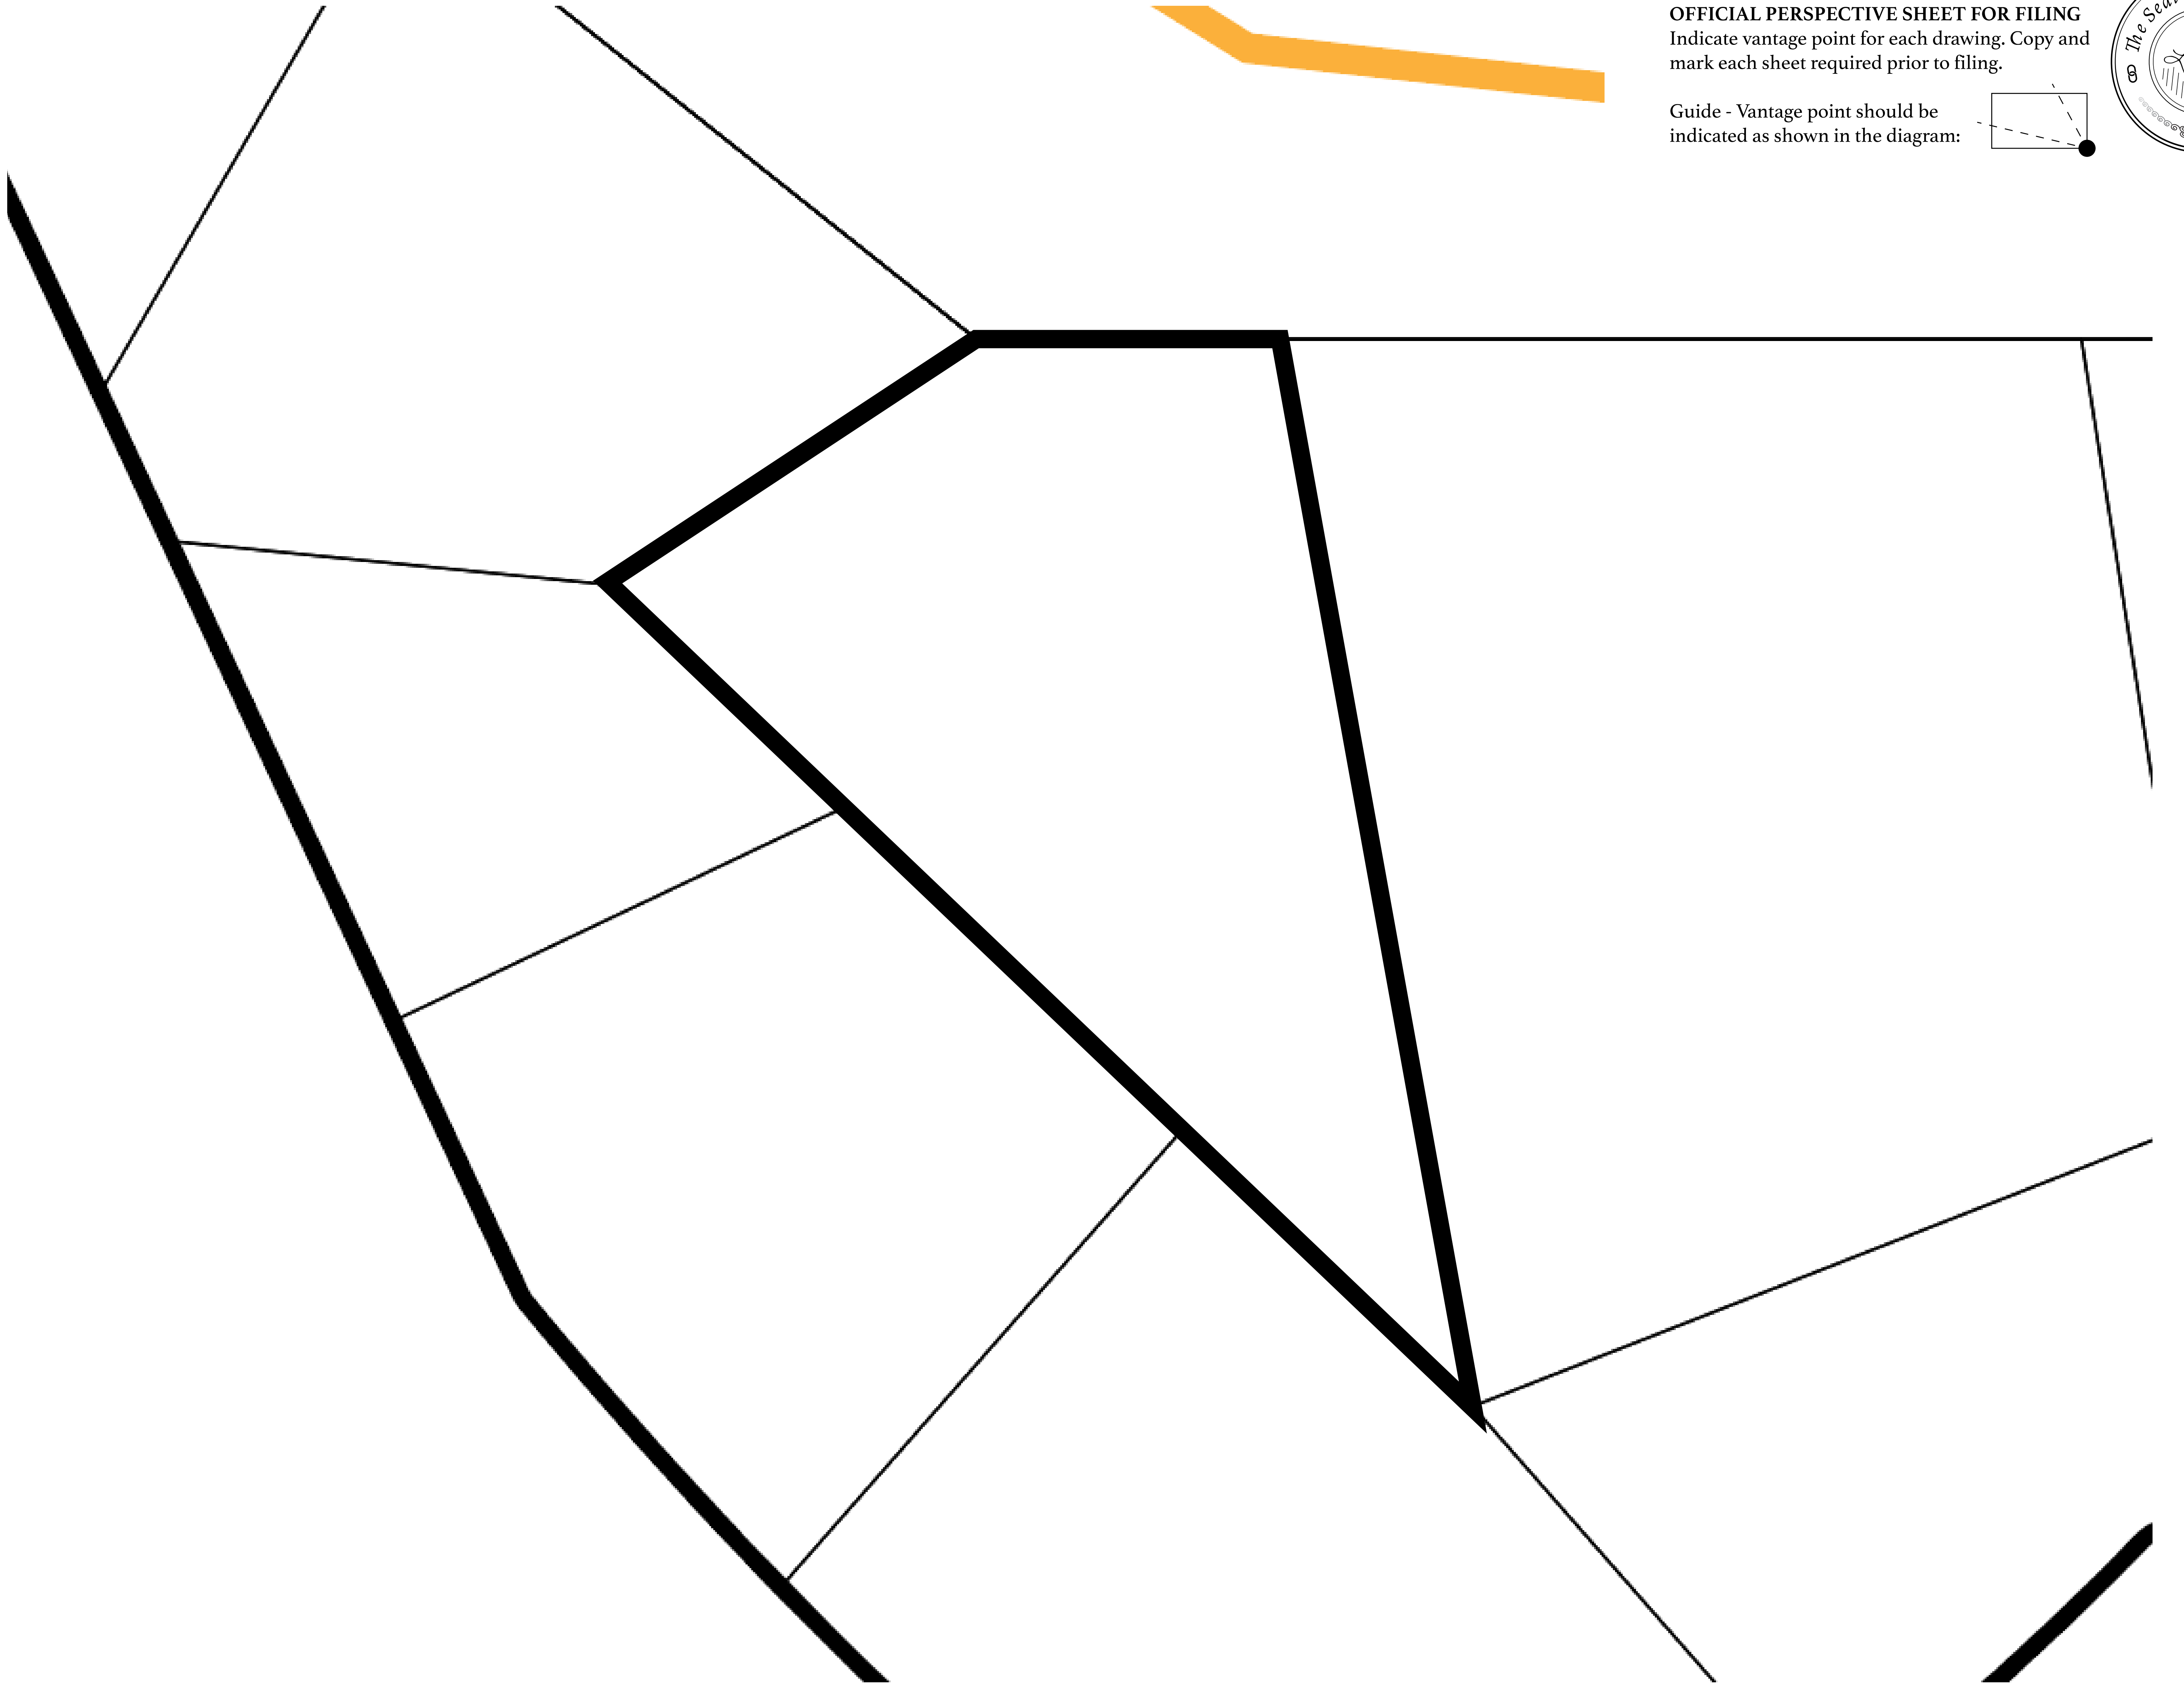 OFFICIAL PERSPECTIVE SHEET FOR FILING
Indicate vantage point for each drawing. Copy and
mark each sheet required prior to filing.
Guide - Vantage point should be
indicated as shown in the diagram:
The